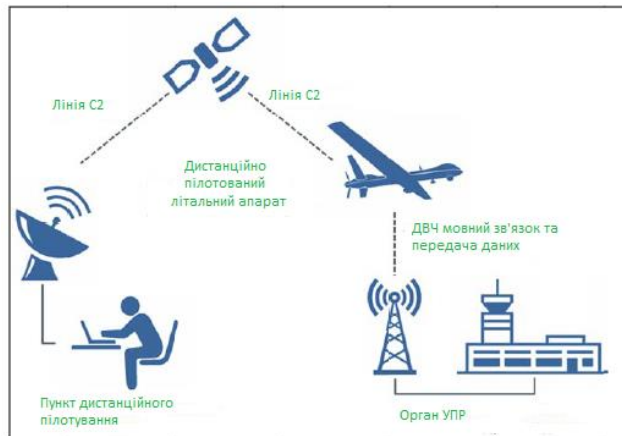 Лінія С2
Лінія С2
Дистанційно
пілотований
літальний апарат
ДВЧ мовний зв'язок та
передача даних
Пункт дистанційного
пілотування
Орган УПР